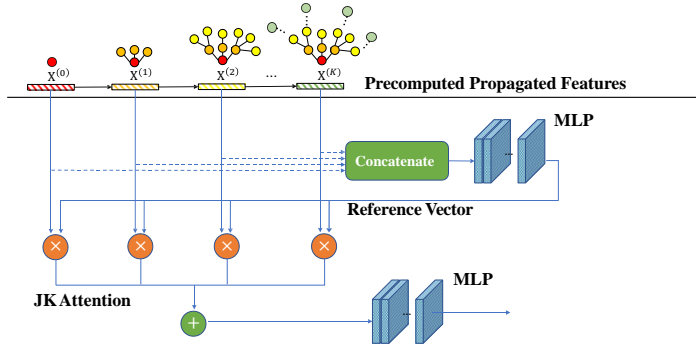 X^(0) X^(1) X^(2) ... X^(K)
Precomputed Propagated Features
MLP
Concatenate
...
Reference Vector
× × × ×
JK Attention
MLP
+
...